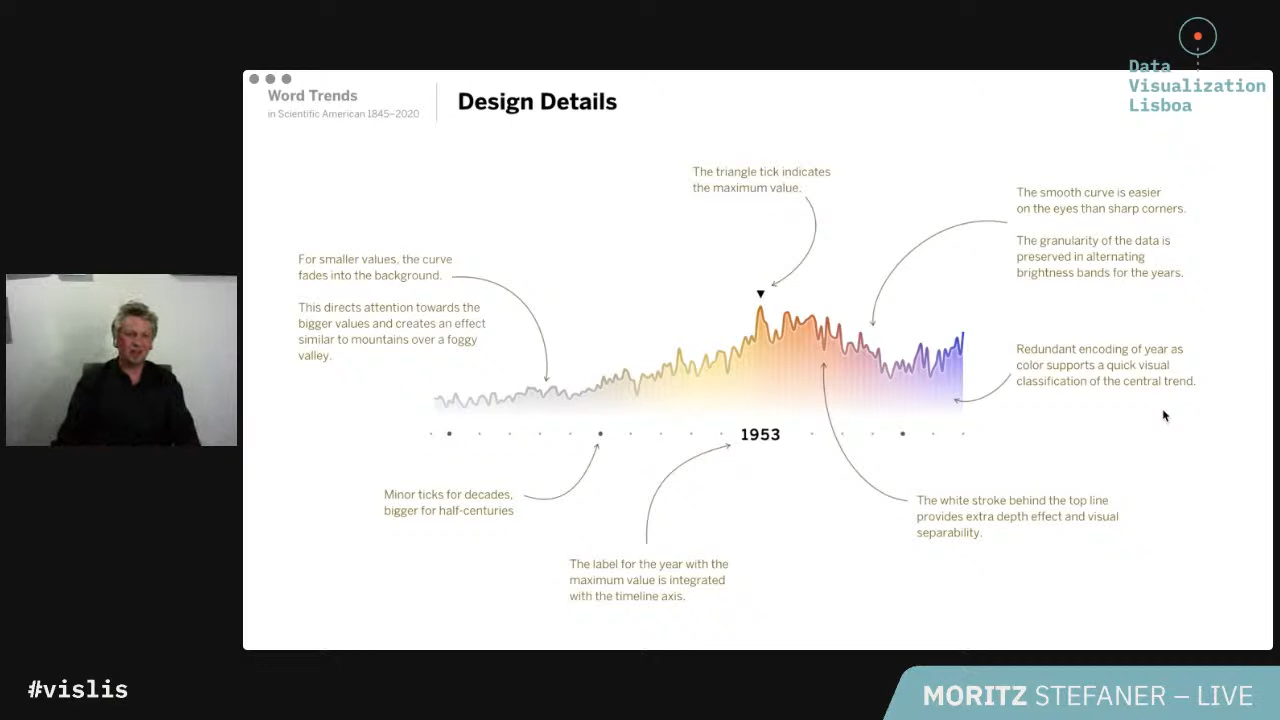 Data
Visualization
Lisboa
Word Trends
in Scientific American 1845–2020
Design Details
The triangle tick indicates
the maximum value.
The smooth curve is easier
on the eyes than sharp corners.
The granularity of the data is
preserved in alternating
brightness bands for the years.
For smaller values, the curve
fades into the background.
This directs attention towards the
bigger values and creates an effect
similar to mountains over a foggy
valley.
Redundant encoding of year as
color supports a quick visual
classification of the central trend.
1953
Minor ticks for decades,
bigger for half-centuries
The white stroke behind the top line
provides extra depth effect and visual
separability.
The label for the year with the
maximum value is integrated
with the timeline axis.
#vislis
MORITZ STEFANER – LIVE